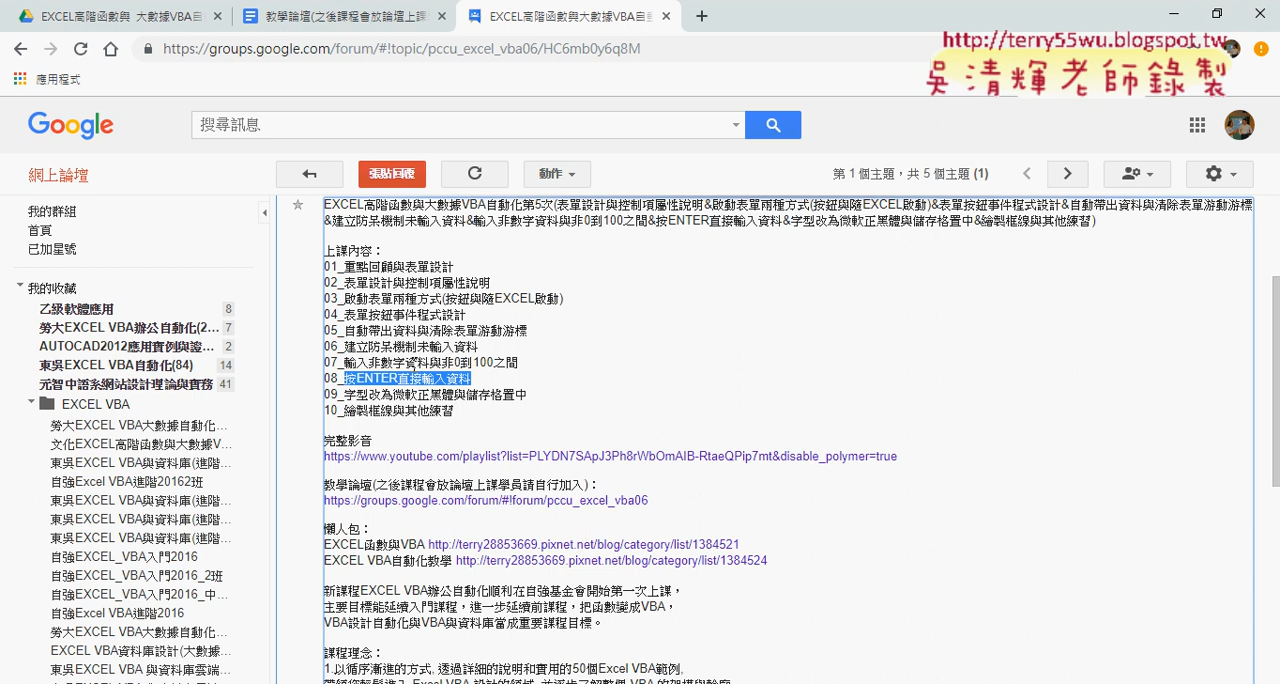 EXCEL高階函數與 大數據VBA自
教學論壇(之後課程會放論壇上課
EXCEL高階函數與大數據VBA自
https://groups.google.com/forum/#!topic/pccu_excel_vba06/HC6mb0y6q8M
http://terry55wu.blogspot.tw
應用程式
吳清輝老師錄製
Google
搜尋訊息
網上論壇
張貼回覆
動作
第 1 個主題，共 5 個主題 (1)
我的群組
首頁
已加星號
我的收藏
乙級軟體應用 8
勞大EXCEL VBA辦公自動化(2... 7
AUTOCAD2012應用實例與證... 2
東吳EXCEL VBA自動化(84) 14
元智中語系網站設計理論與實務 41
EXCEL VBA
勞大EXCEL VBA大數據自動化...
文化EXCEL高階函數與大數據V...
東吳EXCEL VBA與資料庫(進階...
自強Excel VBA進階20162班
東吳EXCEL VBA與資料庫(進階...
東吳EXCEL VBA與資料庫(進階...
東吳EXCEL VBA與資料庫(進階...
自強EXCEL_VBA入門2016
自強EXCEL_VBA入門2016_2班
自強EXCEL_VBA入門2016_中...
自強Excel VBA進階2016
勞大EXCEL VBA大數據自動化...
EXCEL VBA資料庫設計(大數據...
東吳EXCEL VBA 與資料庫雲端...
EXCEL高階函數與大數據VBA自動化第5次(表單設計與控制項屬性說明&啟動表單兩種方式(按鈕與隨EXCEL啟動)&表單按鈕事件程式設計&自動帶出資料與清除表單游動游標
&建立防呆機制未輸入資料&輸入非數字資料與非0到100之間&按ENTER直接輸入資料&字型改為微軟正黑體與儲存格置中&繪製框線與其他練習)
上課內容：
01_重點回顧與表單設計
02_表單設計與控制項屬性說明
03_啟動表單兩種方式(按鈕與隨EXCEL啟動)
04_表單按鈕事件程式設計
05_自動帶出資料與清除表單游動游標
06_建立防呆機制未輸入資料
07_輸入非數字資料與非0到100之間
08_按ENTER直接輸入資料
09_字型改為微軟正黑體與儲存格置中
10_繪製框線與其他練習
完整影音
https://www.youtube.com/playlist?list=PLYDN7SApJ3Ph8rWbOmAIB-RtaeQPip7mt&disable_polymer=true
教學論壇(之後課程會放論壇上課學員請自行加入)：
https://groups.google.com/forum/#!forum/pccu_excel_vba06
懶人包：
EXCEL函數與VBA http://terry28853669.pixnet.net/blog/category/list/1384521
EXCEL VBA自動化教學 http://terry28853669.pixnet.net/blog/category/list/1384524
新課程EXCEL VBA辦公自動化順利在自強基金會開始第一次上課，
主要目標能延續入門課程，進一步延續前課程，把函數變成VBA，
VBA設計自動化與VBA與資料庫當成重要課程目標。
課程理念：
1.以循序漸進的方式, 透過詳細的說明和實用的50個Excel VBA範例,